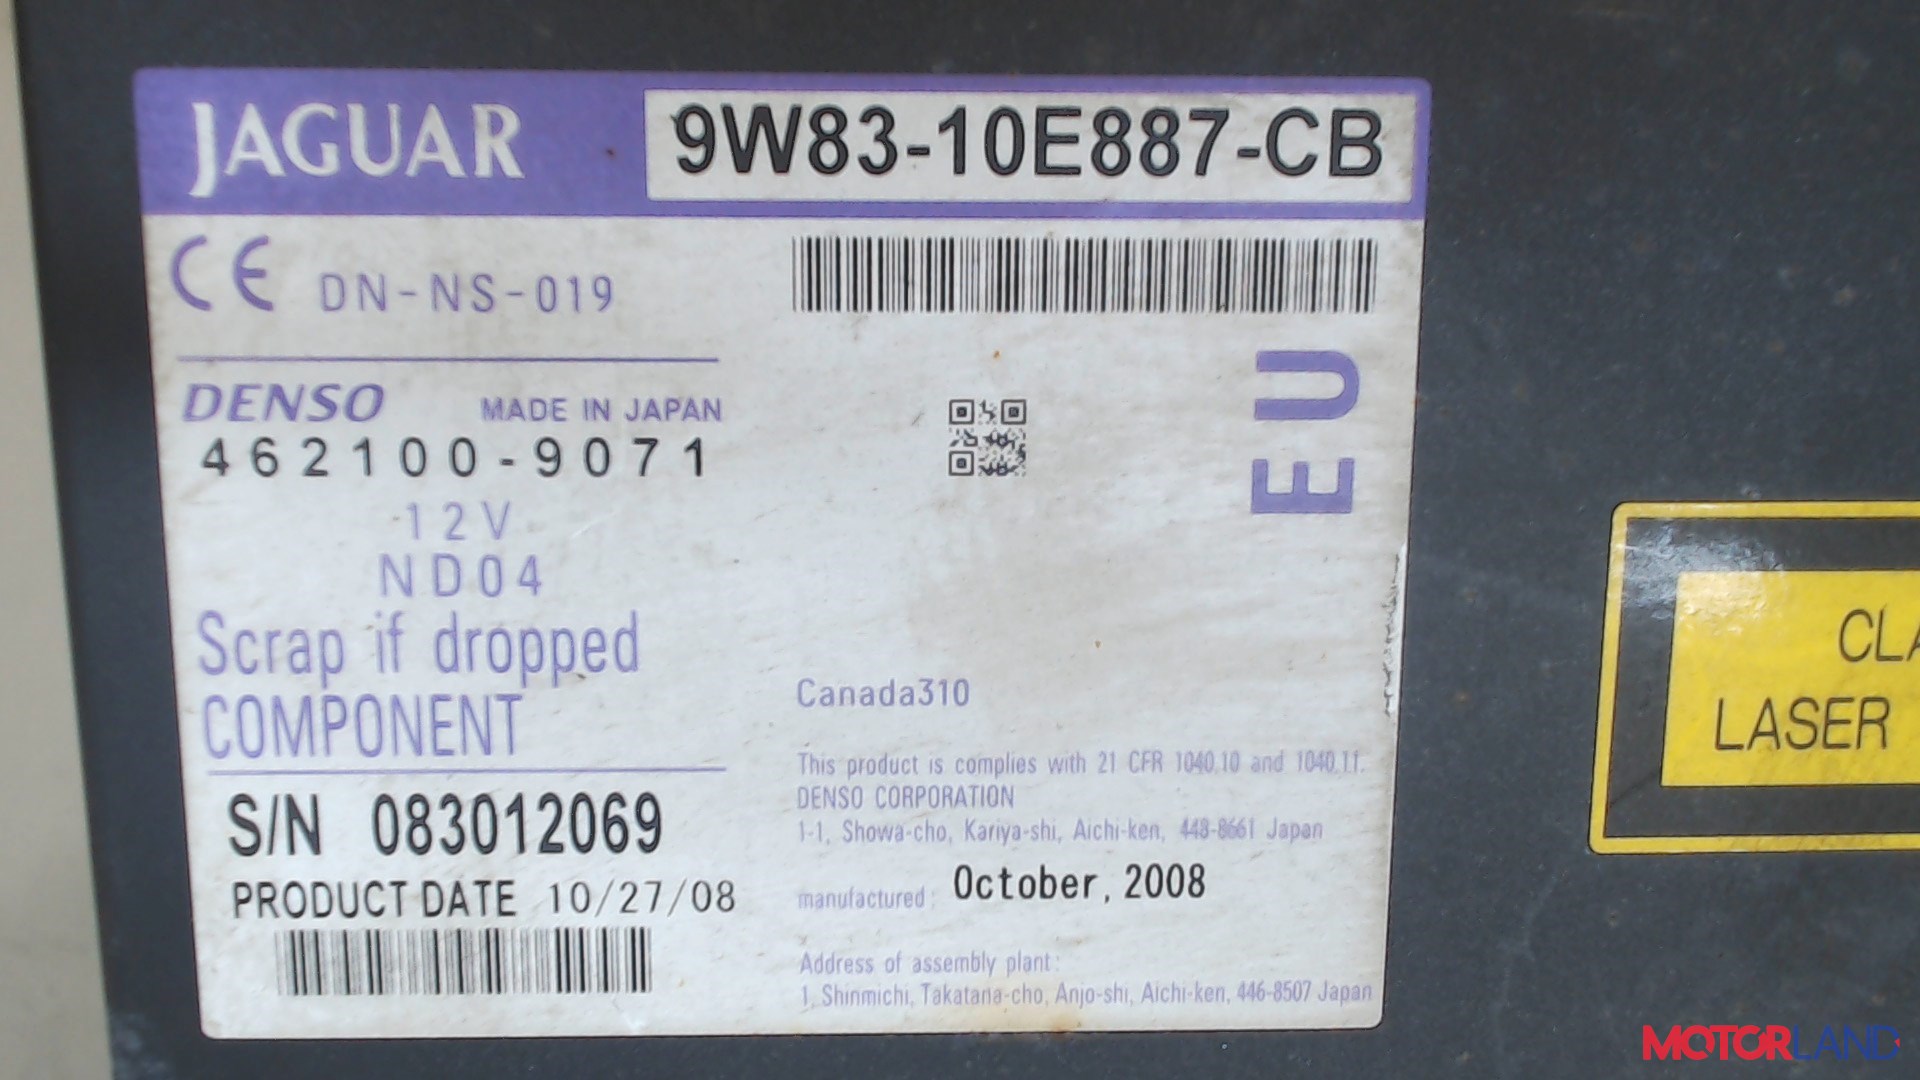 JAGUAR 9W83-10E887-CB
CE DN-NS-019
DENSO MADE IN JAPAN
462100-9071
12V
ND04
Scrap if dropped
COMPONENT
S/N 083012069
PRODUCT DATE 10/27/08
EU
Canada310
This product is complies with 21 CFR 1040.10 and 1040.11.
DENSO CORPORATION
1-1, Showa-cho, Kariya-shi, Aichi-ken, 448-8661 Japan
manufactured: October, 2008
Address of assembly plant:
1, Shinmichi, Takatana-cho, Anjo-shi, Aichi-ken, 446-8507 Japan
CLA
LASER
MOTORLAND